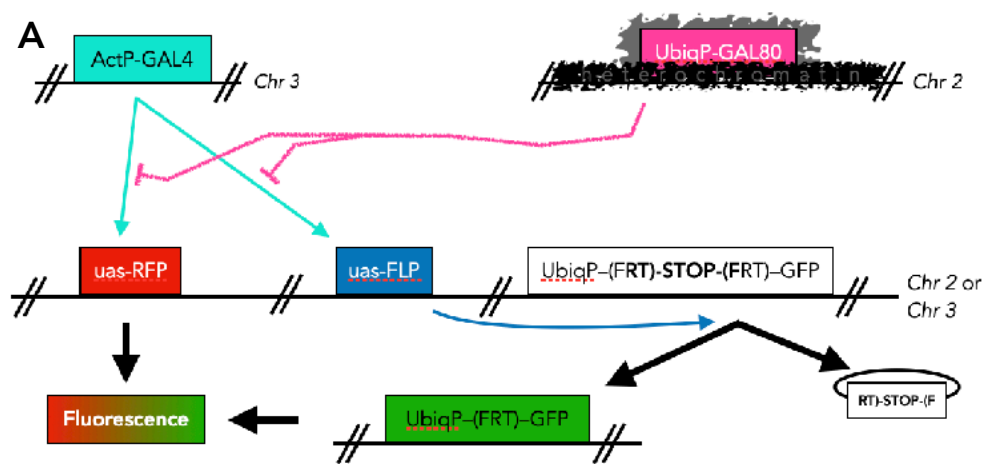 A
ActP-GAL4
Chr 3
UbiqP-GAL80
heterochromatin
Chr 2
uas-RFP
uas-FLP
UbiqP–(FRT)-STOP-(FRT)–GFP
Chr 2 or
Chr 3
Fluorescence
UbiqP–(FRT)–GFP
RT)-STOP-(F